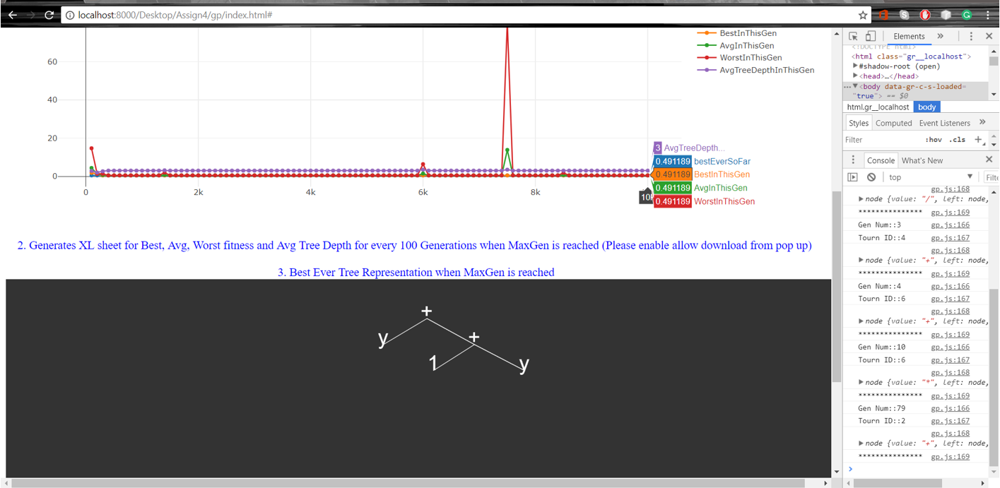 localhost:8000/Desktop/Assign4/gp/index.html#
BestInThisGen
AvgInThisGen
WorstInThisGen
AvgTreeDepthInThisGen
60
40
20
0
0
2k
4k
6k
8k
3 AvgTreeDepth...
0.491189 bestEverSoFar
0.491189 BestInThisGen
0.491189 AvgInThisGen
0.491189 WorstInThisGen
2. Generates XL sheet for Best, Avg, Worst fitness and Avg Tree Depth for every 100 Generations when MaxGen is reached (Please enable allow download from pop up)
3. Best Ever Tree Representation when MaxGen is reached
+
y
+
1
y
Elements
<!DOCTYPE html>
<html class="gr__localhost">
#shadow-root (open)
<head>…</head>
<body data-gr-c-s-loaded=
"true"> == $0
html.gr__localhost body
Styles Computed Event Listeners
Filter :hov .cls +
Console What's New
top
gp.js:168
node {value: "/", left: node,
*************** gp.js:169
Gen Num::3 gp.js:166
Tourn ID::4 gp.js:167
gp.js:168
node {value: "+", left: node,
*************** gp.js:169
Gen Num::4 gp.js:166
Tourn ID::6 gp.js:167
gp.js:168
node {value: "+", left: node,
*************** gp.js:169
Gen Num::10 gp.js:166
Tourn ID::6 gp.js:167
gp.js:168
node {value: "*", left: node,
*************** gp.js:169
Gen Num::79 gp.js:166
Tourn ID::2 gp.js:167
gp.js:168
node {value: "+", left: node,
*************** gp.js:169